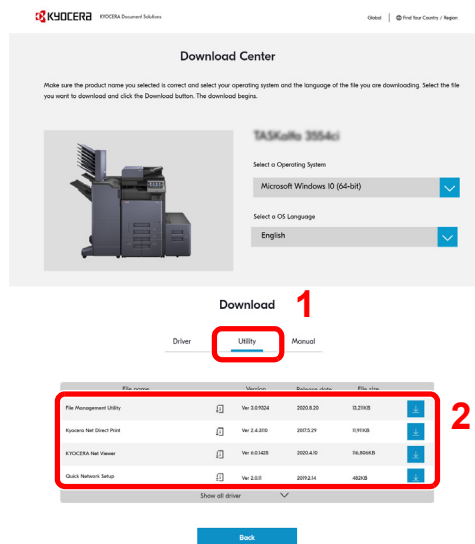 KYOCERA KYOCERA Document Solutions Global Find Your Country / Region
Download Center
Make sure the product name you selected is correct and select your operating system and the language of the file you are downloading. Select the file
you want to download and click the Download button. The download begins.
TASKalfa 3554ci
Select a Operating System
Microsoft Windows 10 (64-bit)
Select a OS Language
English
Download 1
Driver Utility Manual
File name Version Release date File size
2
File Management Utility Ver 3.0.9324 2020.8.20 13,211KB
Kyocera Net Direct Print Ver 2.4.3110 2017.5.29 11,911KB
KYOCERA Net Viewer Ver 6.0.1428 2020.4.10 116,806KB
Quick Network Setup Ver 2.0.11 2019.2.14 482KB
Show all driver
Back